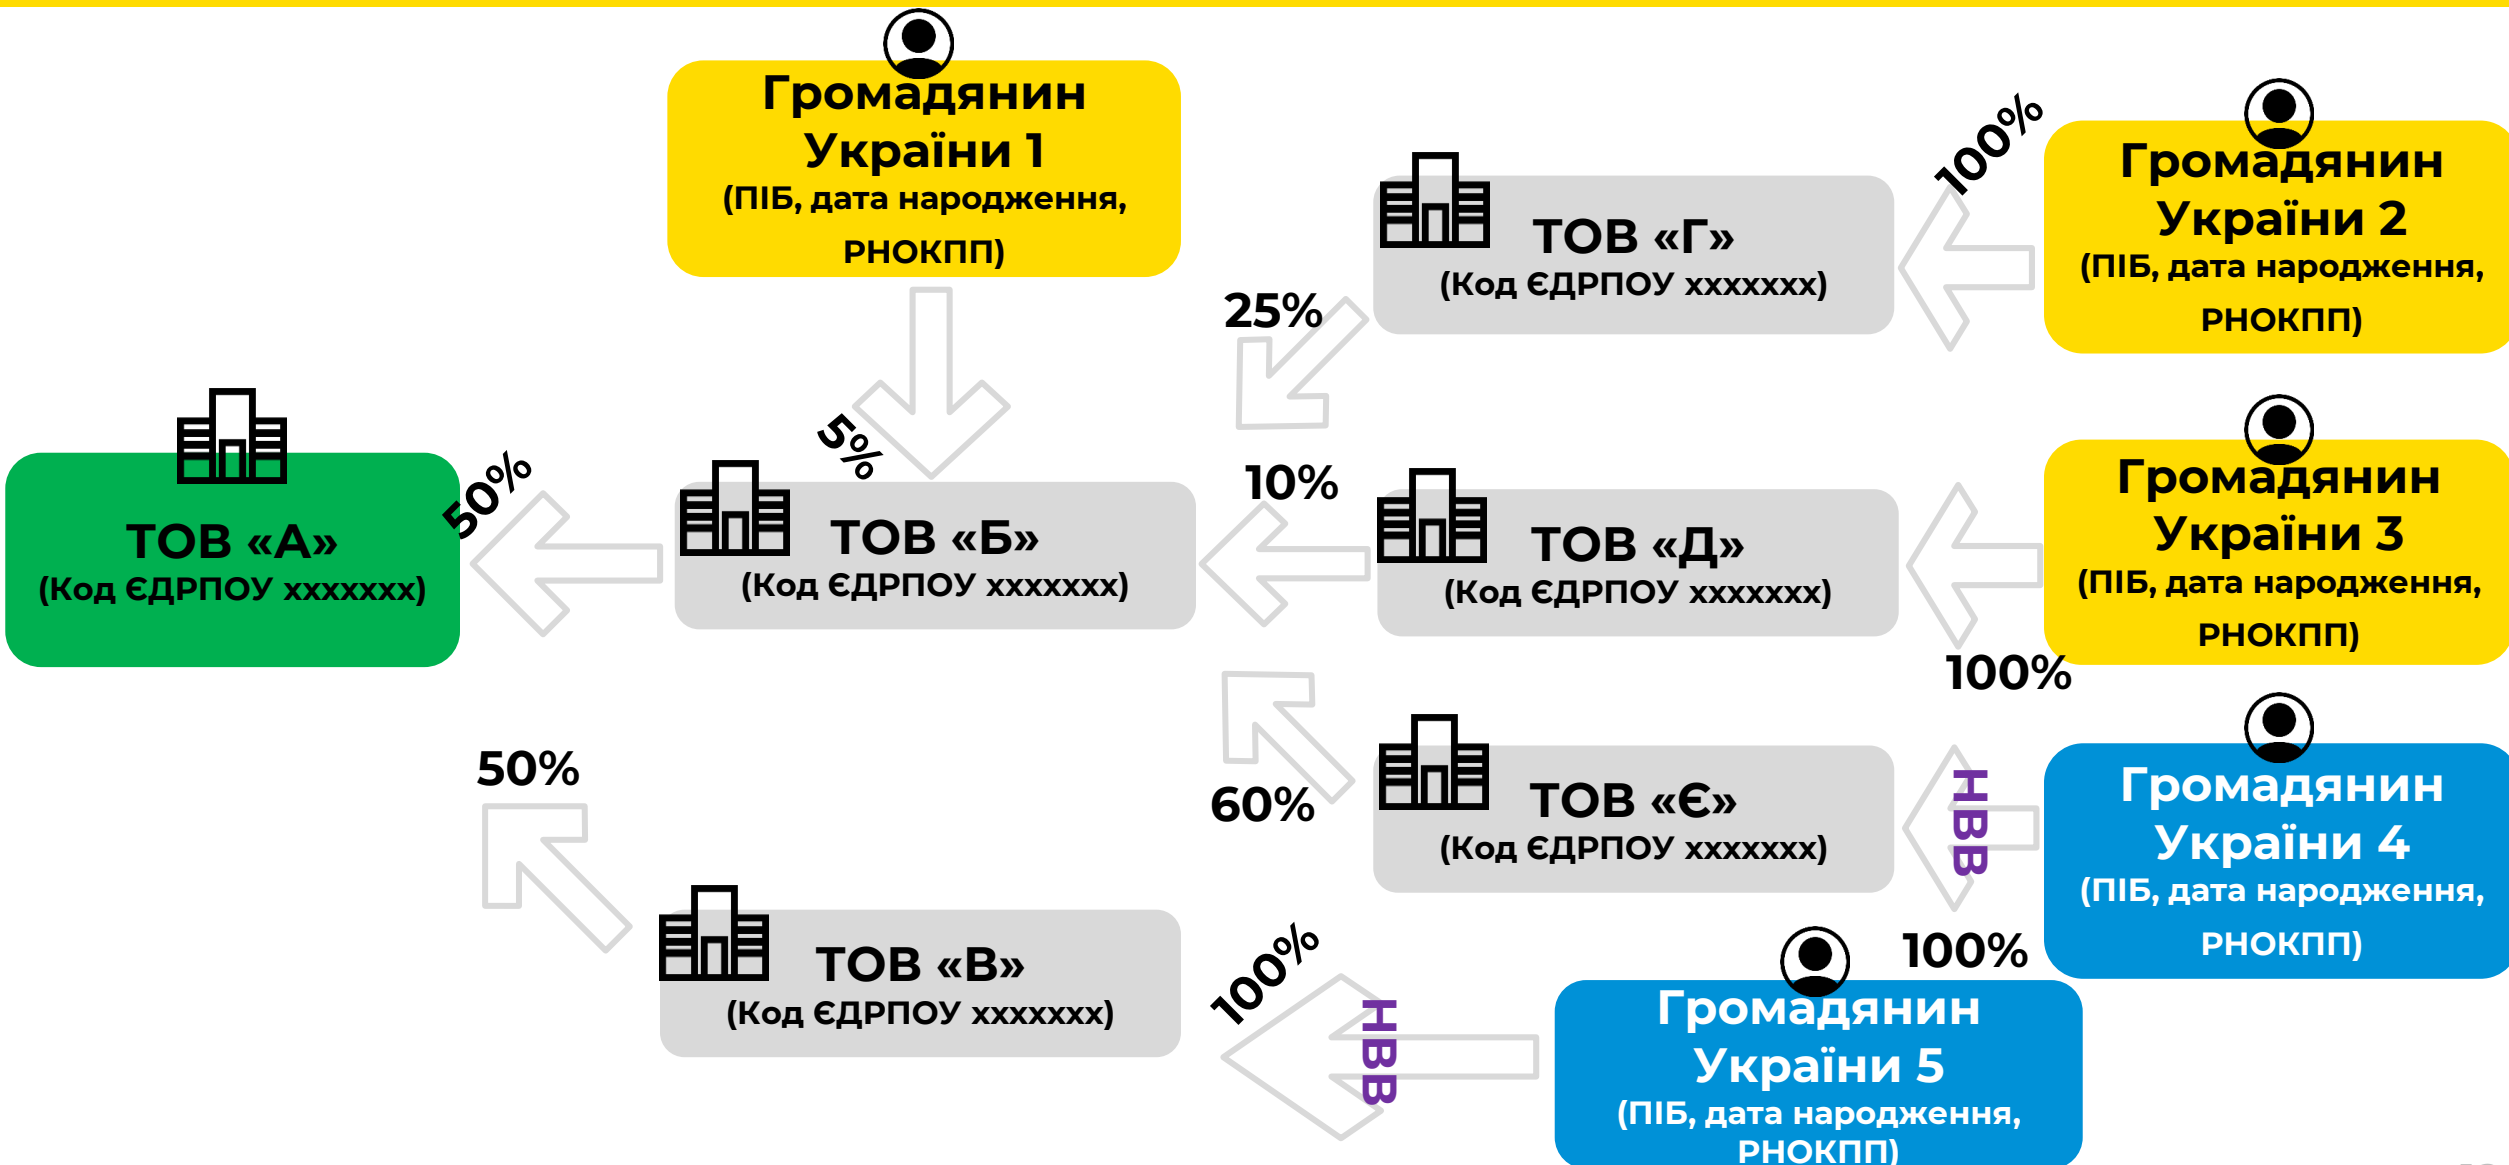 Громадянин
України 1
(ПІБ, дата народження,
РНОКПП)
100%
Громадянин
України 2
(ПІБ, дата народження,
РНОКПП)
ТОВ «Г»
(Код ЄДРПОУ xxxxxxx)
25%
5%
50%
ТОВ «А»
(Код ЄДРПОУ xxxxxxx)
ТОВ «Б»
(Код ЄДРПОУ xxxxxxx)
10%
ТОВ «Д»
(Код ЄДРПОУ xxxxxxx)
Громадянин
України 3
(ПІБ, дата народження,
РНОКПП)
100%
50%
60%
ТОВ «Є»
(Код ЄДРПОУ xxxxxxx)
НВВ
Громадянин
України 4
(ПІБ, дата народження,
РНОКПП)
100%
ТОВ «В»
(Код ЄДРПОУ xxxxxxx)
100%
НВВ
Громадянин
України 5
(ПІБ, дата народження,
РНОКПП)